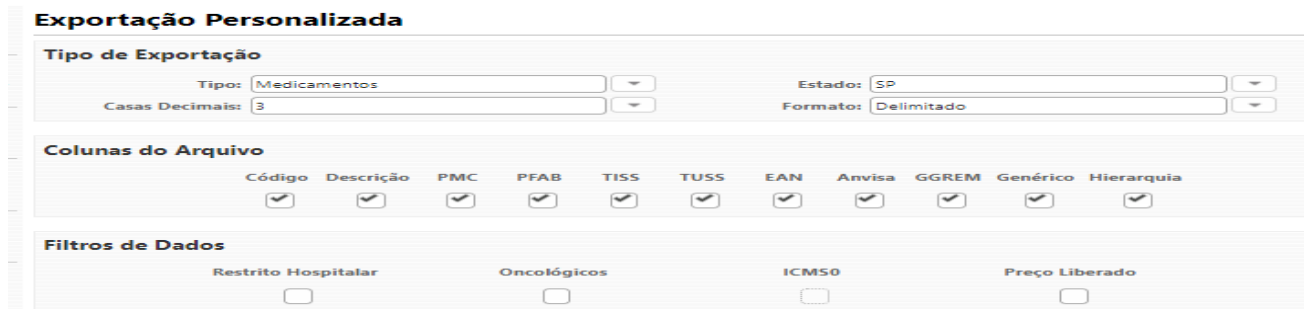 Exportação Personalizada
Tipo de Exportação
Tipo: Medicamentos Estado: SP
Casas Decimais: 3 Formato: Delimitado
Colunas do Arquivo
Código Descrição PMC PFAB TISS TUSS EAN Anvisa GGREM Genérico Hierarquia
Filtros de Dados
Restrito Hospitalar Oncológicos ICMS0 Preço Liberado